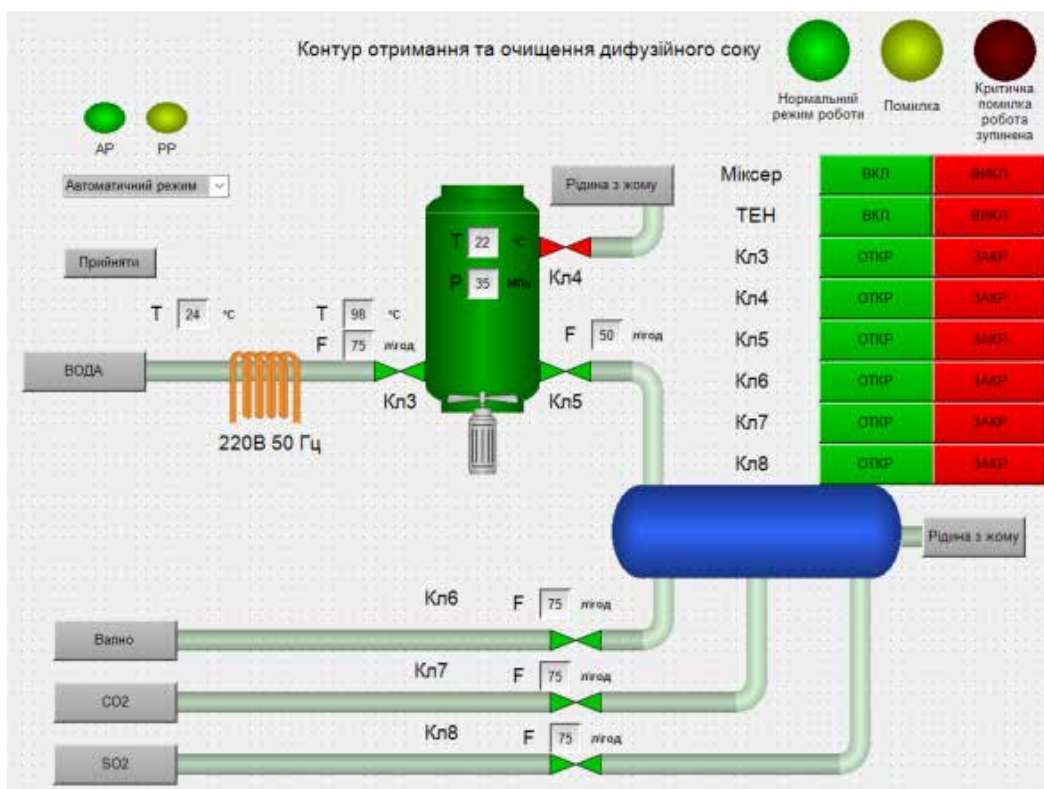 Контур отримання та очищення дифузійного соку
Нормальний
режим роботи
Помилка
Критична
помилка
робота
зупинена
АР
РР
Автоматичний режим
Прийняти
Рідина з жому
Міксер
ВКЛ
ВИКЛ
ТЕН
ВКЛ
ВИКЛ
Кл3
ОТКР
ЗАКР
Кл4
ОТКР
ЗАКР
Кл5
ОТКР
ЗАКР
Кл6
ОТКР
ЗАКР
Кл7
ОТКР
ЗАКР
Кл8
ОТКР
ЗАКР
T 22 °C
P 35 МПа
Кл4
T 24 °C
T 98 °C
F 75 л\год
F 50 л\год
ВОДА
Кл3
Кл5
220В 50 Гц
Рідина з жому
Кл6
F 75 л\год
Вапно
Кл7
F 75 л\год
СО2
Кл8
F 75 л\год
SO2